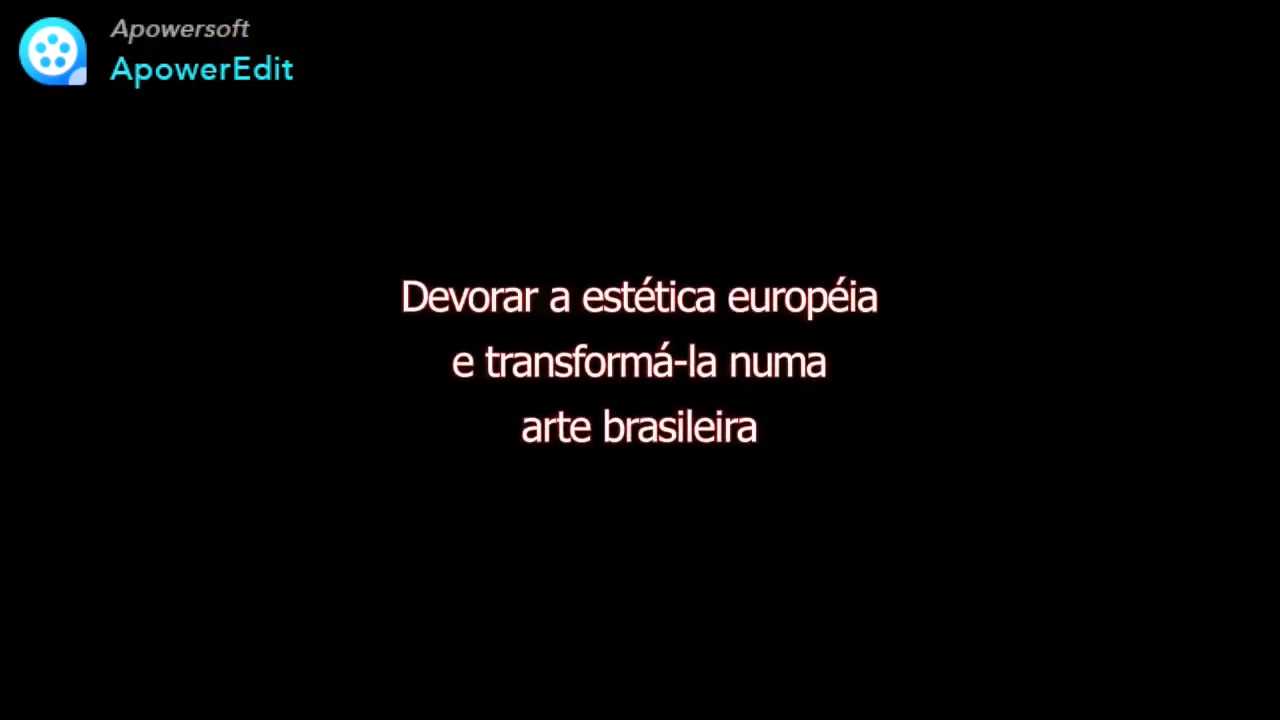 Apowersoft
ApowerEdit
Devorar a estética européia
e transformá-la numa
arte brasileira